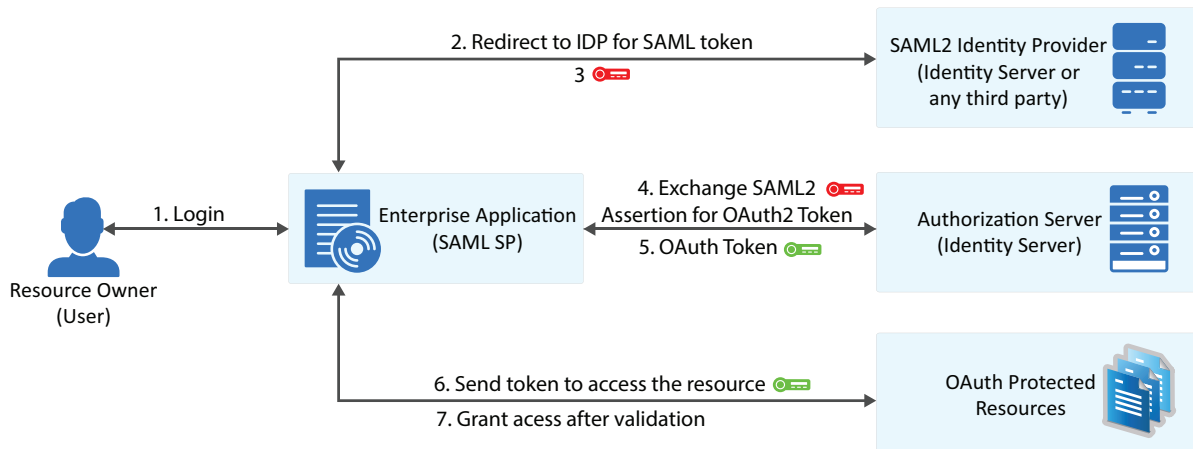 2. Redirect to IDP for SAML token
3
SAML2 Identity Provider
(Identity Server or
any third party)
1. Login
Resource Owner
(User)
Enterprise Application
(SAML SP)
4. Exchange SAML2
Assertion for OAuth2 Token
5. OAuth Token
Authorization Server
(Identity Server)
6. Send token to access the resource
7. Grant acess after validation
OAuth Protected
Resources